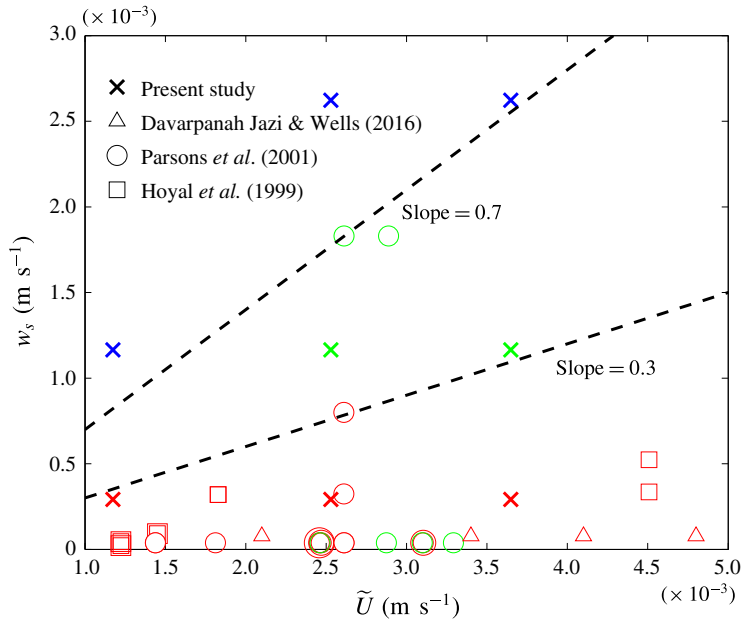 (× 10⁻³)
3.0
2.5
2.0
1.5
1.0
0.5
0
wₛ (m s⁻¹)
Present study
Davarpanah Jazi & Wells (2016)
Parsons et al. (2001)
Hoyal et al. (1999)
Slope = 0.7
Slope = 0.3
1.0 1.5 2.0 2.5 3.0 3.5 4.0 4.5 5.0
(× 10⁻³)
Ũ (m s⁻¹)